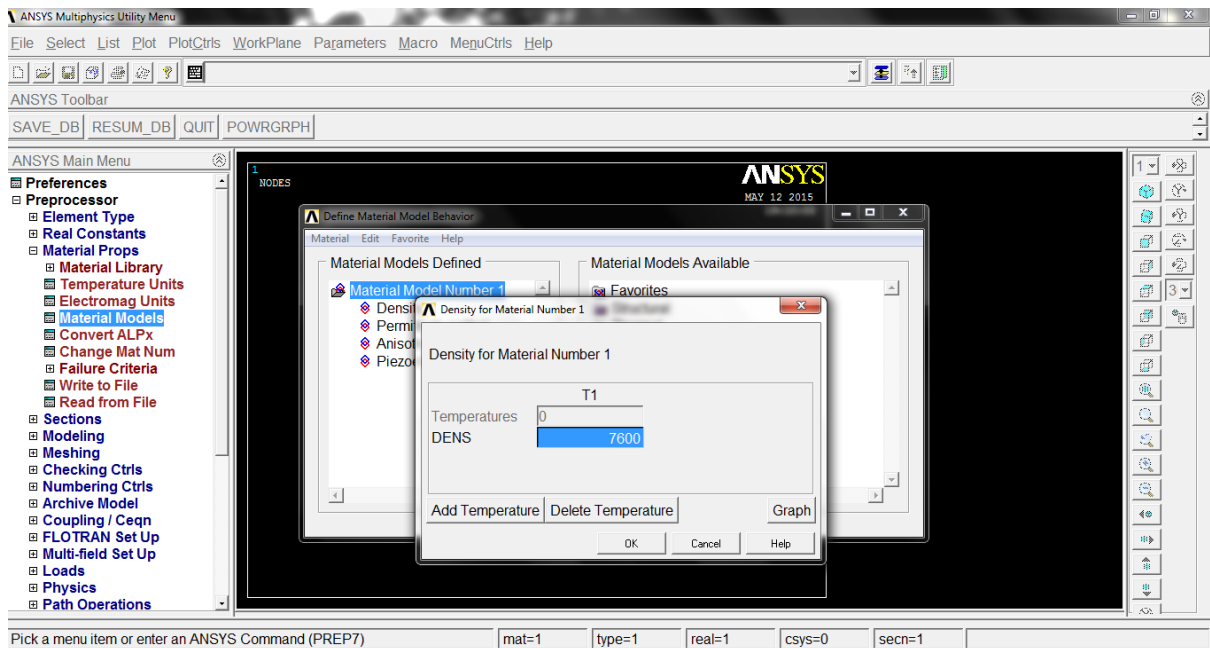 ANSYS Multiphysics Utility Menu
File Select List Plot PlotCtrls WorkPlane Parameters Macro MenuCtrls Help
ANSYS Toolbar
SAVE_DB RESUM_DB QUIT POWRGRPH
ANSYS Main Menu
Preferences
Preprocessor
Element Type
Real Constants
Material Props
Material Library
Temperature Units
Electromag Units
Material Models
Convert ALPx
Change Mat Num
Failure Criteria
Write to File
Read from File
Sections
Modeling
Meshing
Checking Ctrls
Numbering Ctrls
Archive Model
Coupling / Ceqn
FLOTRAN Set Up
Multi-field Set Up
Loads
Physics
Path Operations
1
NODES
ANSYS
MAY 12 2015
Define Material Model Behavior
Material Edit Favorite Help
Material Models Defined
Material Models Available
Material Model Number 1
Favorites
Structural
Densi
Permi
Anisot
Piezoe
Density for Material Number 1
Density for Material Number 1
T1
Temperatures 0
DENS 7600
Add Temperature Delete Temperature Graph
OK Cancel Help
1
3
Pick a menu item or enter an ANSYS Command (PREP7) mat=1 type=1 real=1 csys=0 secn=1